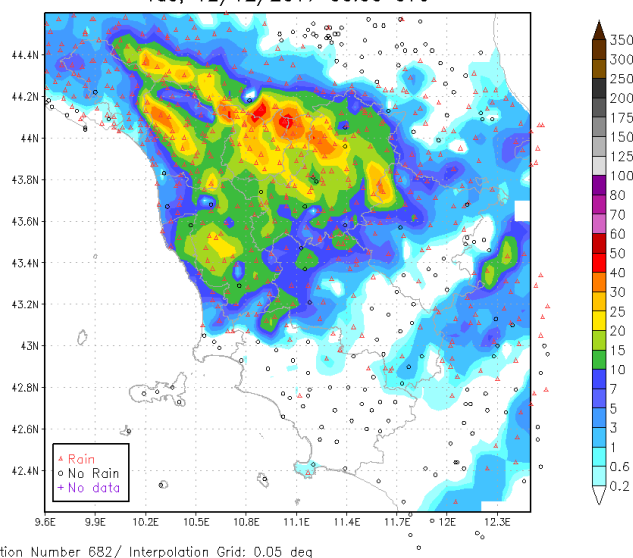 44.4N
44.2N
44N
43.8N
43.6N
43.4N
43.2N
43N
42.8N
42.6N
42.4N
9.6E 9.9E 10.2E 10.5E 10.8E 11.1E 11.4E 11.7E 12E 12.3E
Rain
No Rain
No data
350
300
250
200
175
150
125
100
90
80
70
60
50
40
30
25
20
15
10
7
5
3
1
0.6
0.2
tion Number 682/ Interpolation Grid: 0.05 deg